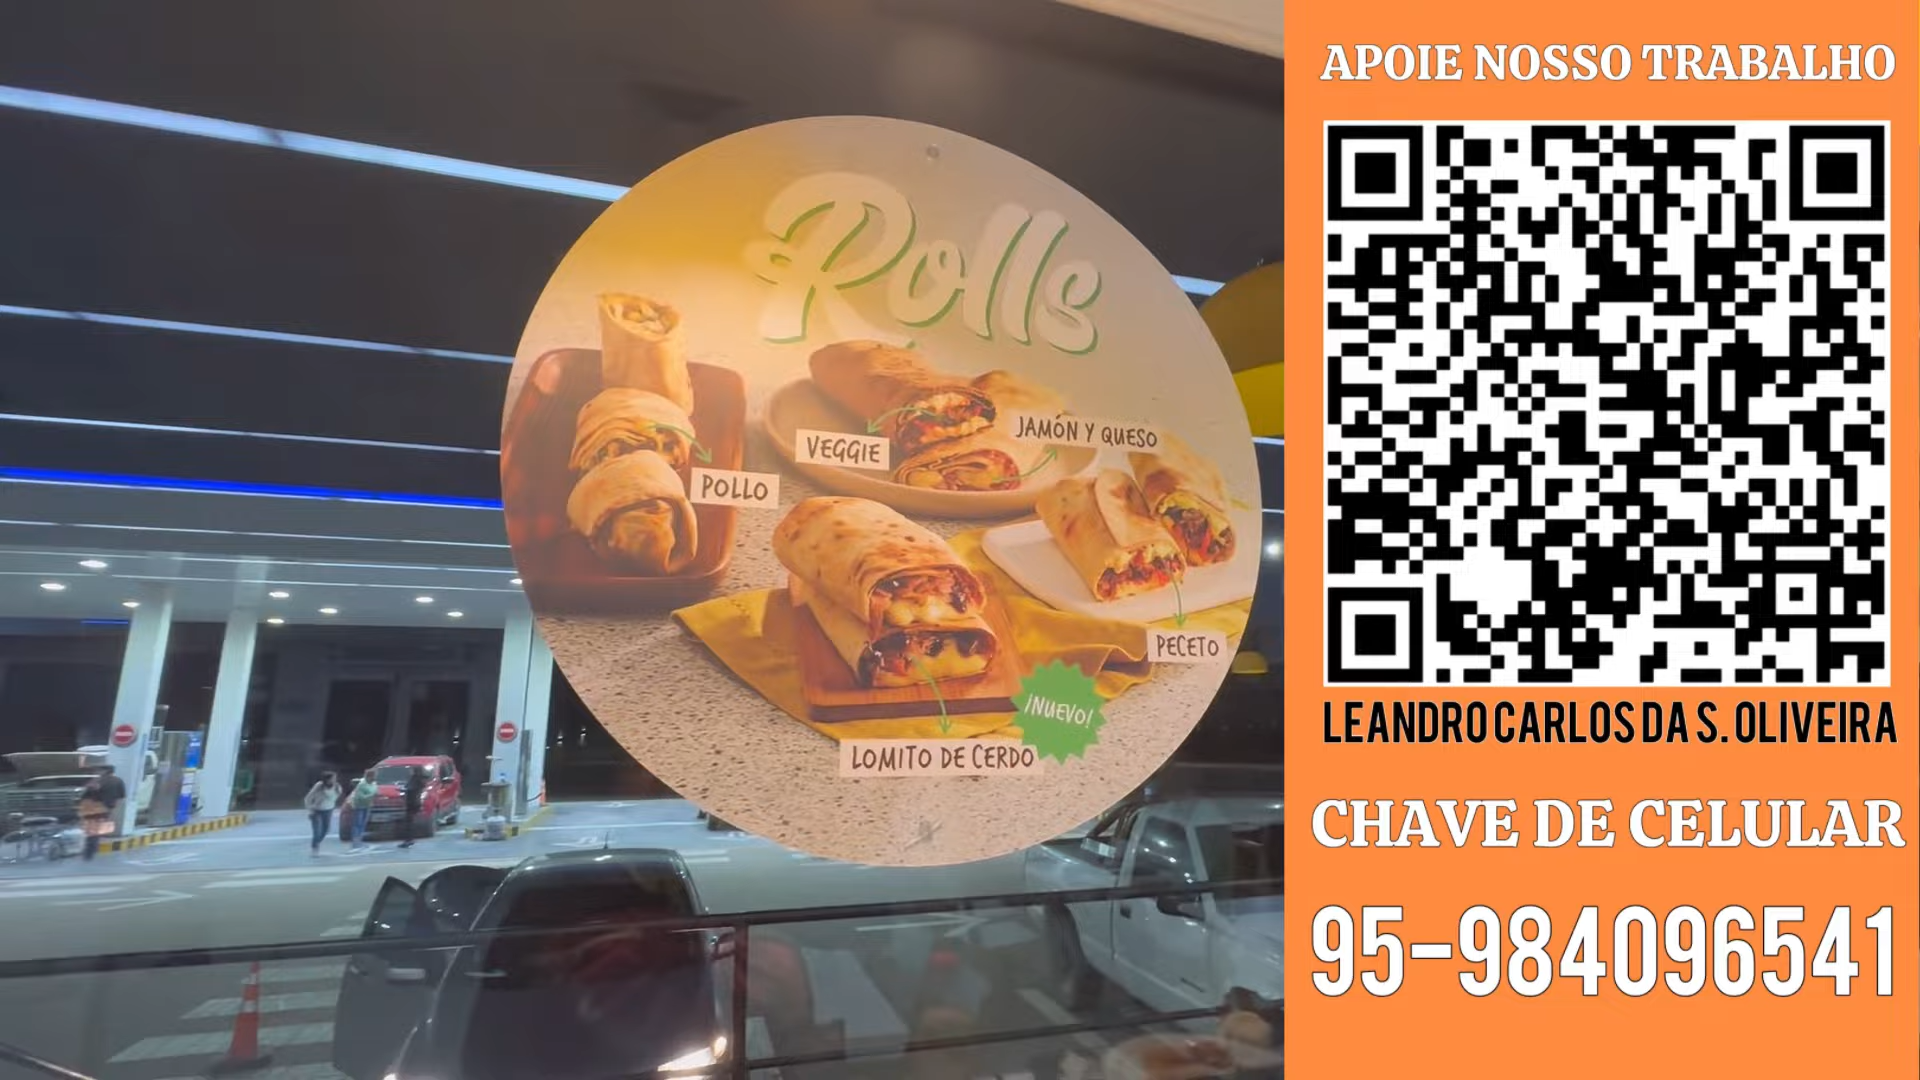 Rolls
VEGGIE
JAMÓN Y QUESO
POLLO
PECETO
¡NUEVO!
LOMITO DE CERDO
APOIE NOSSO TRABALHO
LEANDRO CARLOS DA S. OLIVEIRA
CHAVE DE CELULAR
95-984096541